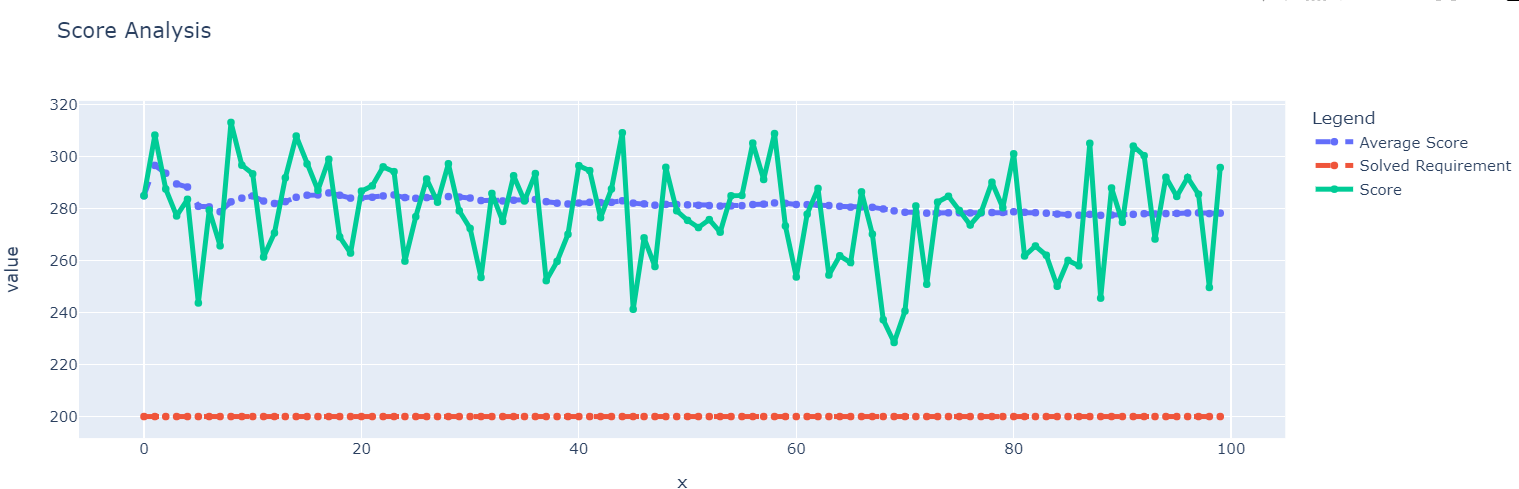 Score Analysis
320
300
280
260
240
220
200
value
0
20
40
60
80
100
x
Legend
Average Score
Solved Requirement
Score